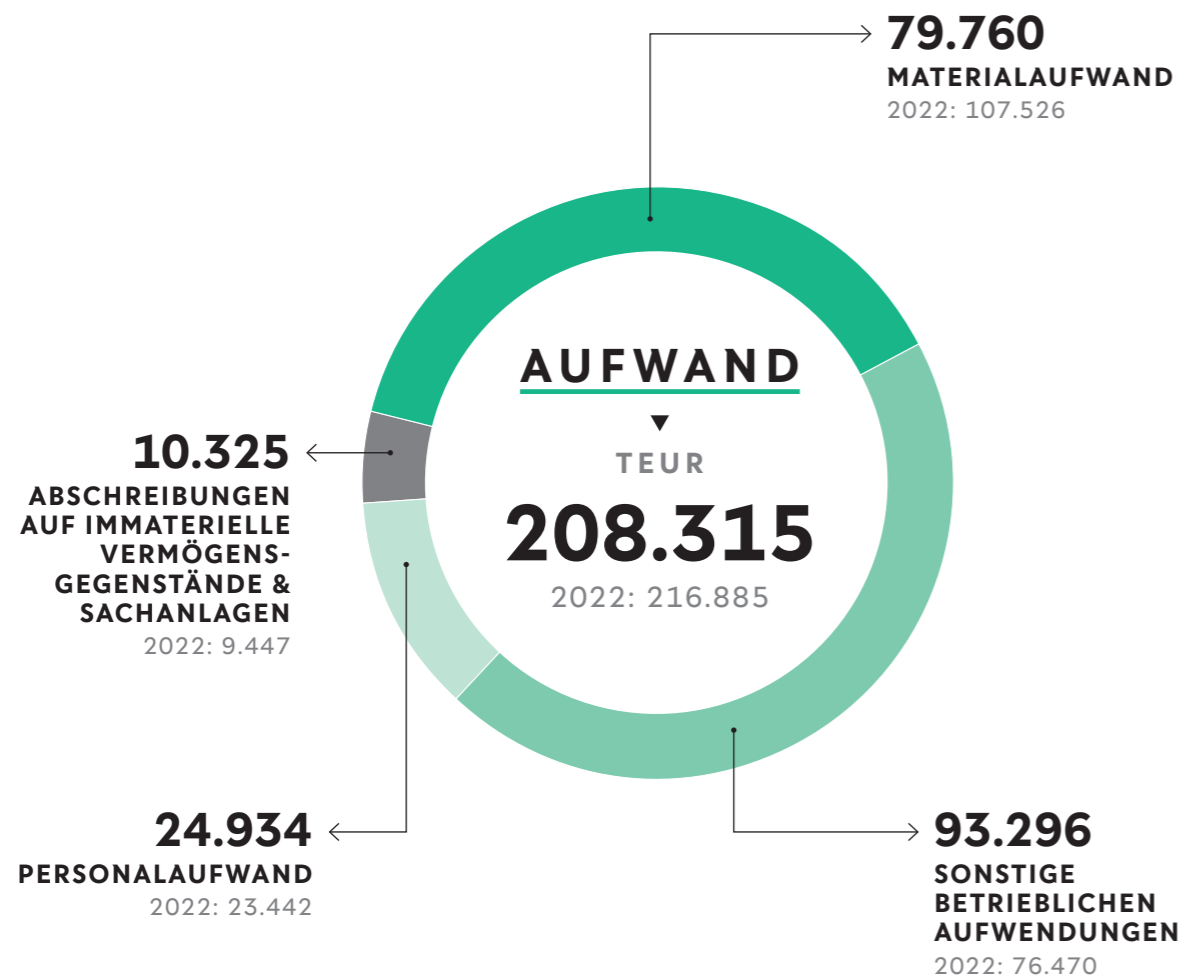 79.760
MATERIALAUFWAND
2022: 107.526
AUFWAND
TEUR
208.315
2022: 216.885
10.325
ABSCHREIBUNGEN
AUF IMMATERIELLE
VERMÖGENS-
GEGENSTÄNDE &
SACHANLAGEN
2022: 9.447
24.934
PERSONALAUFWAND
2022: 23.442
93.296
SONSTIGE
BETRIEBLICHEN
AUFWENDUNGEN
2022: 76.470